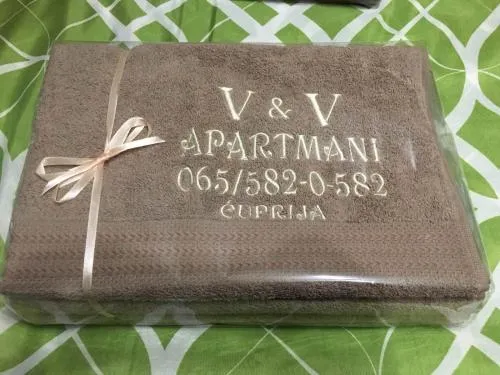 V & V
APARTMANI
065/582-0-582
ĆUPRIJA